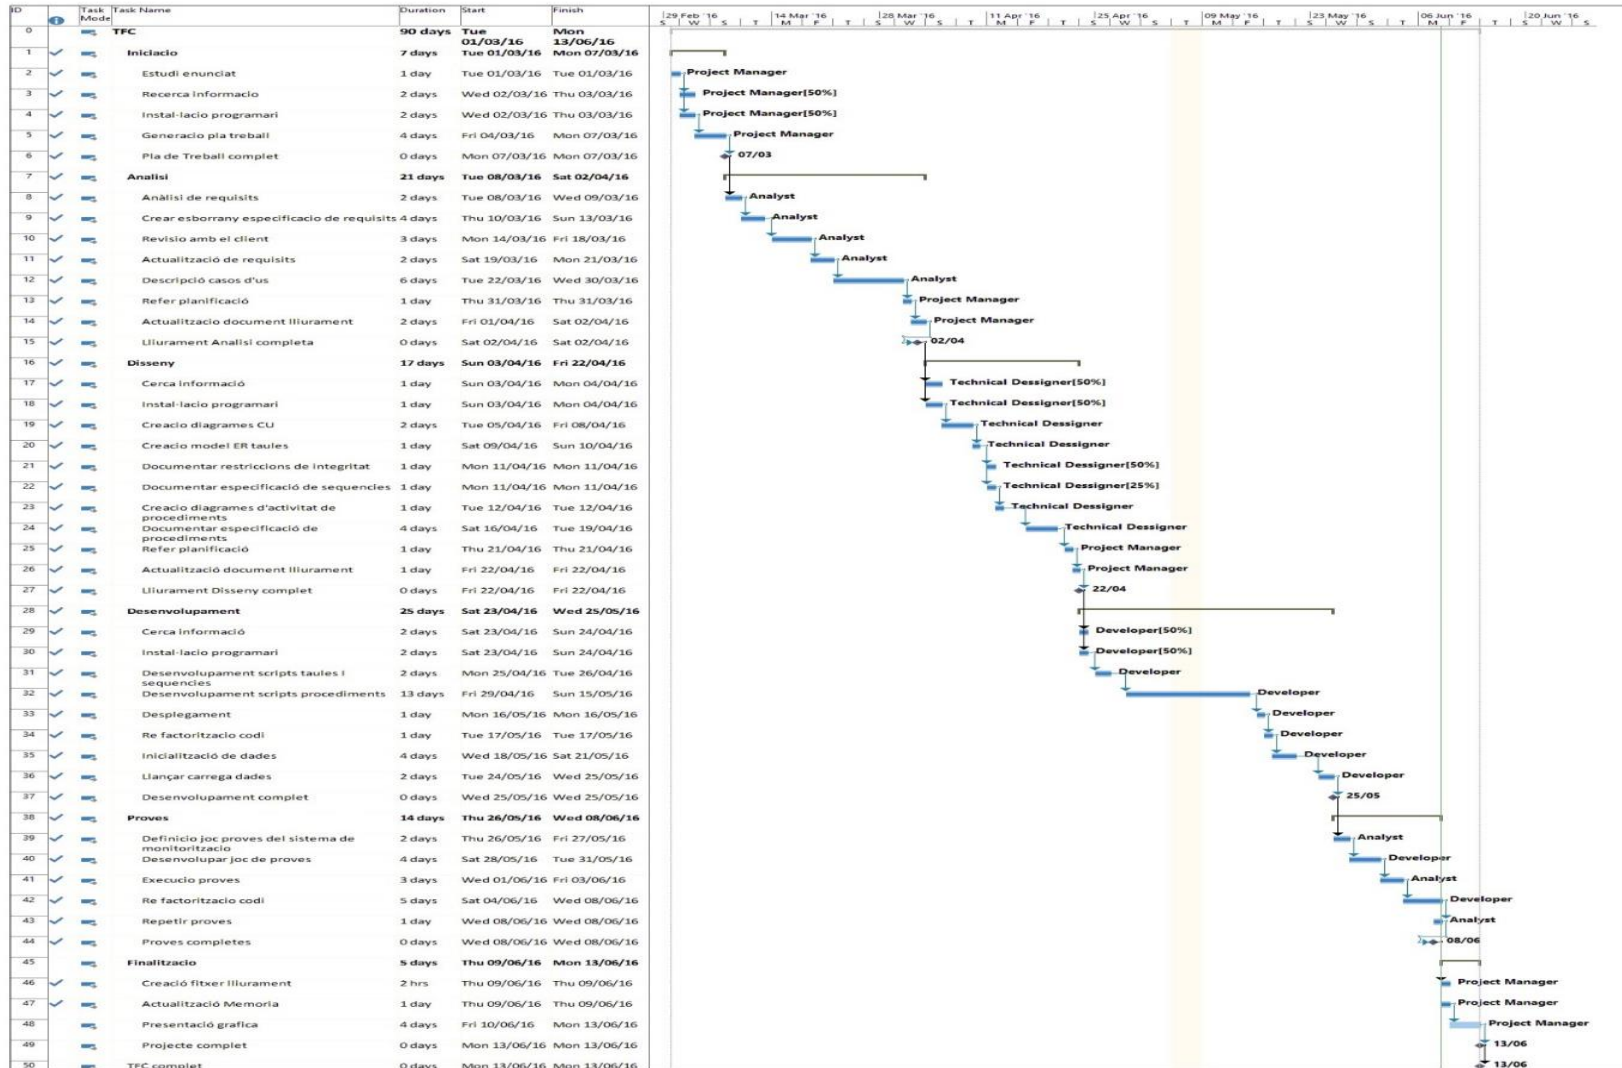 ID Task Mode Task Name Duration Start Finish 29 Feb '16 14 Mar '16 28 Mar '16 11 Apr '16 25 Apr '16 09 May '16 23 May '16 06 Jun '16 20 Jun '16
S W S T M F T S W S T M F T S W S T M F T S W S
0 TFC 90 days Tue 01/03/16 Mon 13/06/16
1 Iniciacio 7 days Tue 01/03/16 Mon 07/03/16
2 Estudi enunciat 1 day Tue 01/03/16 Tue 01/03/16 Project Manager
3 Recerca informacio 2 days Wed 02/03/16 Thu 03/03/16 Project Manager[50%]
4 Instal·lacio programari 2 days Wed 02/03/16 Thu 03/03/16 Project Manager[50%]
5 Generacio pla treball 4 days Fri 04/03/16 Mon 07/03/16 Project Manager
6 Pla de Treball complet 0 days Mon 07/03/16 Mon 07/03/16 07/03
7 Analisi 21 days Tue 08/03/16 Sat 02/04/16
8 Anàlisi de requisits 2 days Tue 08/03/16 Wed 09/03/16 Analyst
9 Crear esborrany especificacio de requisits 4 days Thu 10/03/16 Sun 13/03/16 Analyst
10 Revisio amb el client 3 days Mon 14/03/16 Fri 18/03/16 Analyst
11 Actualització de requisits 2 days Sat 19/03/16 Mon 21/03/16 Analyst
12 Descripció casos d'us 6 days Tue 22/03/16 Wed 30/03/16 Analyst
13 Refer planificació 1 day Thu 31/03/16 Thu 31/03/16 Project Manager
14 Actualitzacio document lliurament 2 days Fri 01/04/16 Sat 02/04/16 Project Manager
15 Lliurament Analisi completa 0 days Sat 02/04/16 Sat 02/04/16 02/04
16 Disseny 17 days Sun 03/04/16 Fri 22/04/16
17 Cerca informació 1 day Sun 03/04/16 Mon 04/04/16 Technical Dessigner[50%]
18 Instal·lacio programari 1 day Sun 03/04/16 Mon 04/04/16 Technical Dessigner[50%]
19 Creacio diagrames CU 2 days Tue 05/04/16 Fri 08/04/16 Technical Dessigner
20 Creacio model ER taules 1 day Sat 09/04/16 Sun 10/04/16 Technical Dessigner
21 Documentar restriccions de integritat 1 day Mon 11/04/16 Mon 11/04/16 Technical Dessigner[50%]
22 Documentar especificació de sequencies 1 day Mon 11/04/16 Mon 11/04/16 Technical Dessigner[25%]
23 Creacio diagrames d'activitat de procediments 1 day Tue 12/04/16 Tue 12/04/16 Technical Dessigner
24 Documentar especificació de procediments 4 days Sat 16/04/16 Tue 19/04/16 Technical Dessigner
25 Refer planificació 1 day Thu 21/04/16 Thu 21/04/16 Project Manager
26 Actualització document lliurament 1 day Fri 22/04/16 Fri 22/04/16 Project Manager
27 Lliurament Disseny complet 0 days Fri 22/04/16 Fri 22/04/16 22/04
28 Desenvolupament 25 days Sat 23/04/16 Wed 25/05/16
29 Cerca informació 2 days Sat 23/04/16 Sun 24/04/16 Developer[50%]
30 Instal·lacio programari 2 days Sat 23/04/16 Sun 24/04/16 Developer[50%]
31 Desenvolupament scripts taules i sequencies 2 days Mon 25/04/16 Tue 26/04/16 Developer
32 Desenvolupament scripts procediments 13 days Fri 29/04/16 Sun 15/05/16 Developer
33 Desplegament 1 day Mon 16/05/16 Mon 16/05/16 Developer
34 Re factorització codi 1 day Tue 17/05/16 Tue 17/05/16 Developer
35 Inicialització de dades 4 days Wed 18/05/16 Sat 21/05/16 Developer
36 Llançar carrega dades 2 days Tue 24/05/16 Wed 25/05/16 Developer
37 Desenvolupament complet 0 days Wed 25/05/16 Wed 25/05/16 25/05
38 Proves 14 days Thu 26/05/16 Wed 08/06/16
39 Definicio joc proves del sistema de monitorització 2 days Thu 26/05/16 Fri 27/05/16 Analyst
40 Desenvolupar joc de proves 4 days Sat 28/05/16 Tue 31/05/16 Developer
41 Execucio proves 3 days Wed 01/06/16 Fri 03/06/16 Analyst
42 Re factorització codi 5 days Sat 04/06/16 Wed 08/06/16 Developer
43 Repetir proves 1 day Wed 08/06/16 Wed 08/06/16 Analyst
44 Proves completes 0 days Wed 08/06/16 Wed 08/06/16 08/06
45 Finalitzacio 5 days Thu 09/06/16 Mon 13/06/16
46 Creació fitxer lliurament 2 hrs Thu 09/06/16 Thu 09/06/16 Project Manager
47 Actualització Memoria 1 day Thu 09/06/16 Thu 09/06/16 Project Manager
48 Presentació grafica 4 days Fri 10/06/16 Mon 13/06/16 Project Manager
49 Projecte complet 0 days Mon 13/06/16 Mon 13/06/16 13/06
50 TFC complet 0 days Mon 13/06/16 Mon 13/06/16 13/06